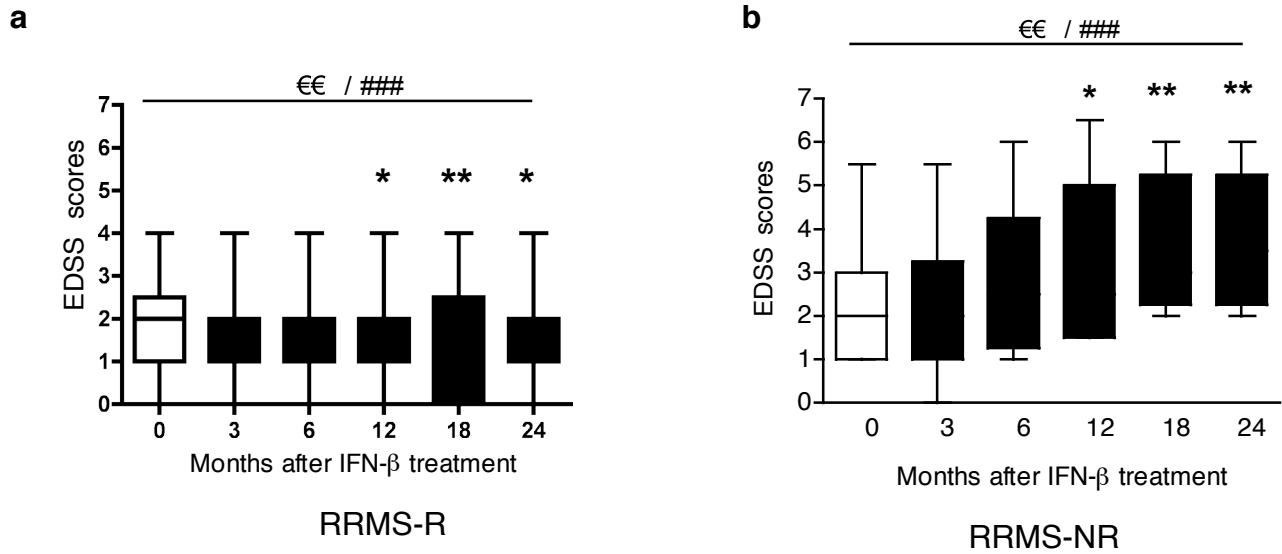 a
€€ / ###
* ** *
7
6
5
4
3
2
1
0
EDSS scores
0 3 6 12 18 24
Months after IFN-β treatment
RRMS-R
b
€€ / ###
* ** **
7
6
5
4
3
2
1
0
EDSS scores
0 3 6 12 18 24
Months after IFN-β treatment
RRMS-NR